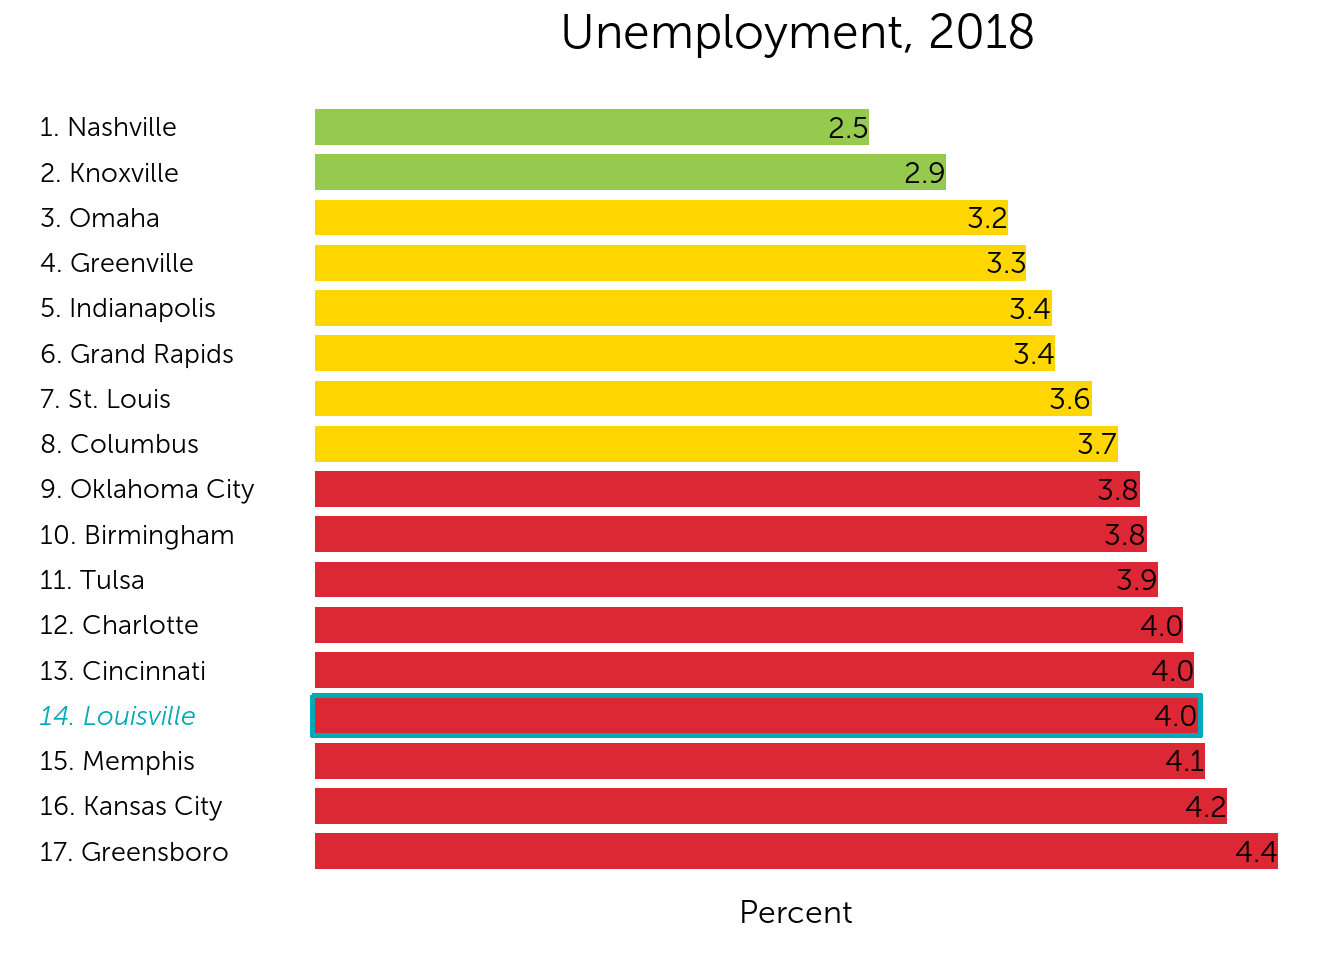 Unemployment, 2018
1. Nashville 2.5
2. Knoxville 2.9
3. Omaha 3.2
4. Greenville 3.3
5. Indianapolis 3.4
6. Grand Rapids 3.4
7. St. Louis 3.6
8. Columbus 3.7
9. Oklahoma City 3.8
10. Birmingham 3.8
11. Tulsa 3.9
12. Charlotte 4.0
13. Cincinnati 4.0
14. Louisville 4.0
15. Memphis 4.1
16. Kansas City 4.2
17. Greensboro 4.4
Percent